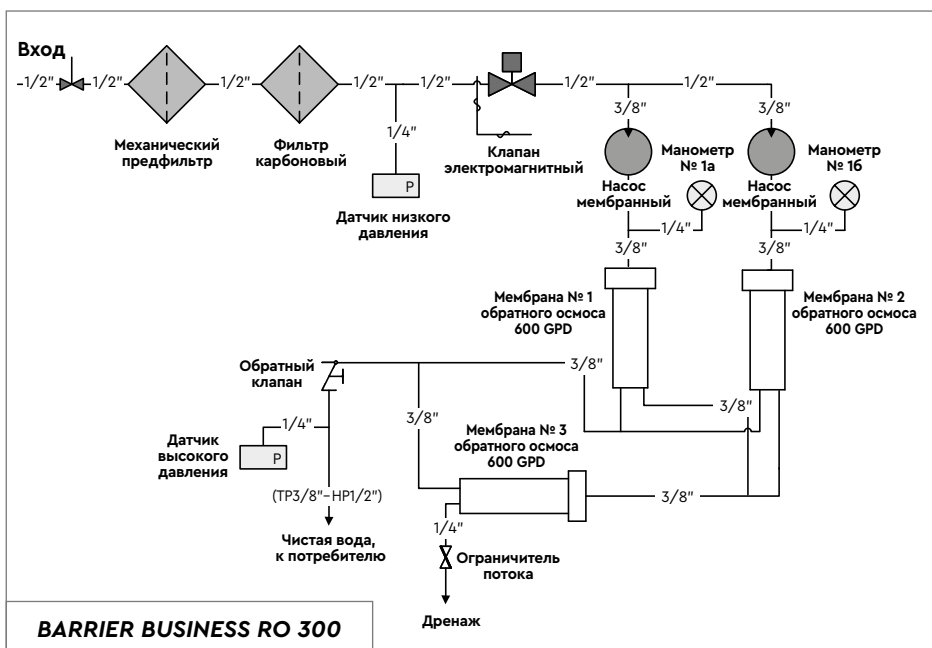 Вход
1/2"
1/2"
1/2"
1/2"
1/2"
1/2"
1/2"
3/8"
3/8"
Механический
предфильтр
Фильтр
карбоновый
1/4"
P
Датчик низкого
давления
Клапан
электромагнитный
Манометр
№ 1а
Манометр
№ 1б
Насос
мембранный
Насос
мембранный
1/4"
1/4"
3/8"
3/8"
Мембрана № 1
обратного осмоса
600 GPD
Мембрана № 2
обратного осмоса
600 GPD
Обратный
клапан
3/8"
3/8"
3/8"
1/4"
Датчик
высокого
давления
P
Мембрана № 3
обратного осмоса
600 GPD
(ТР3/8"–НР1/2")
3/8"
1/4"
Чистая вода,
к потребителю
Ограничитель
потока
Дренаж
BARRIER BUSINESS RO 300